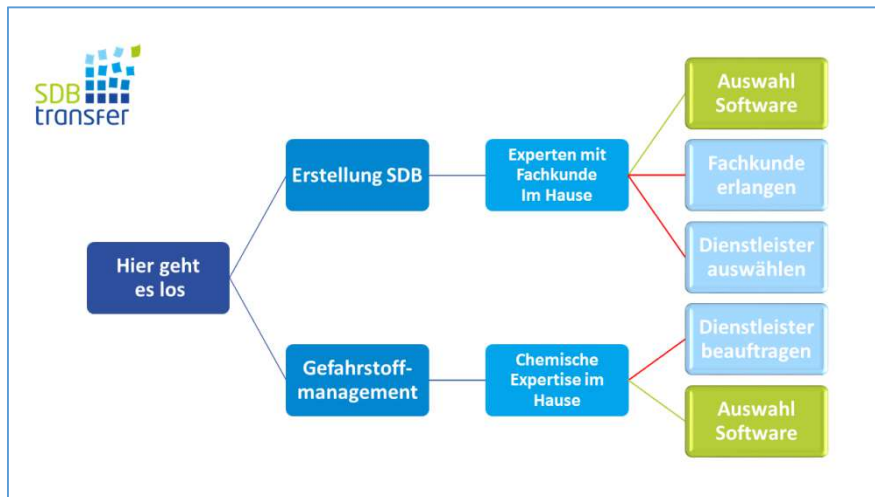 SDB
transfer
Hier geht
es los
Erstellung SDB
Experten mit
Fachkunde
Im Hause
Auswahl
Software
Fachkunde
erlangen
Dienstleister
auswählen
Gefahrstoff-
management
Chemische
Expertise im
Hause
Dienstleister
beauftragen
Auswahl
Software